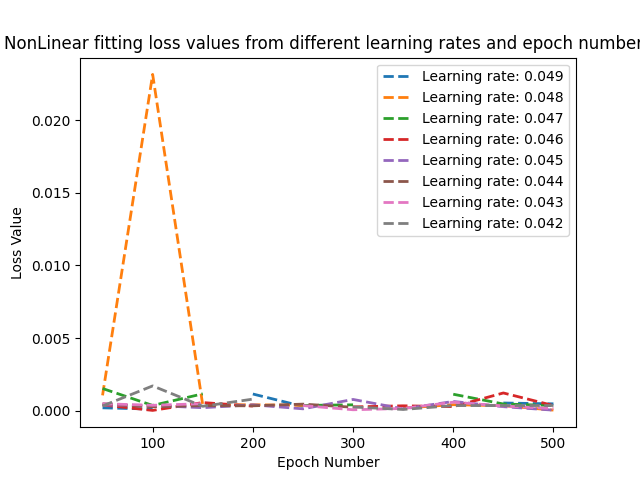 NonLinear fitting loss values from different learning rates and epoch number
Learning rate: 0.049
Learning rate: 0.048
Learning rate: 0.047
Learning rate: 0.046
Learning rate: 0.045
Learning rate: 0.044
Learning rate: 0.043
Learning rate: 0.042
Loss Value
0.020
0.015
0.010
0.005
0.000
100 200 300 400 500
Epoch Number